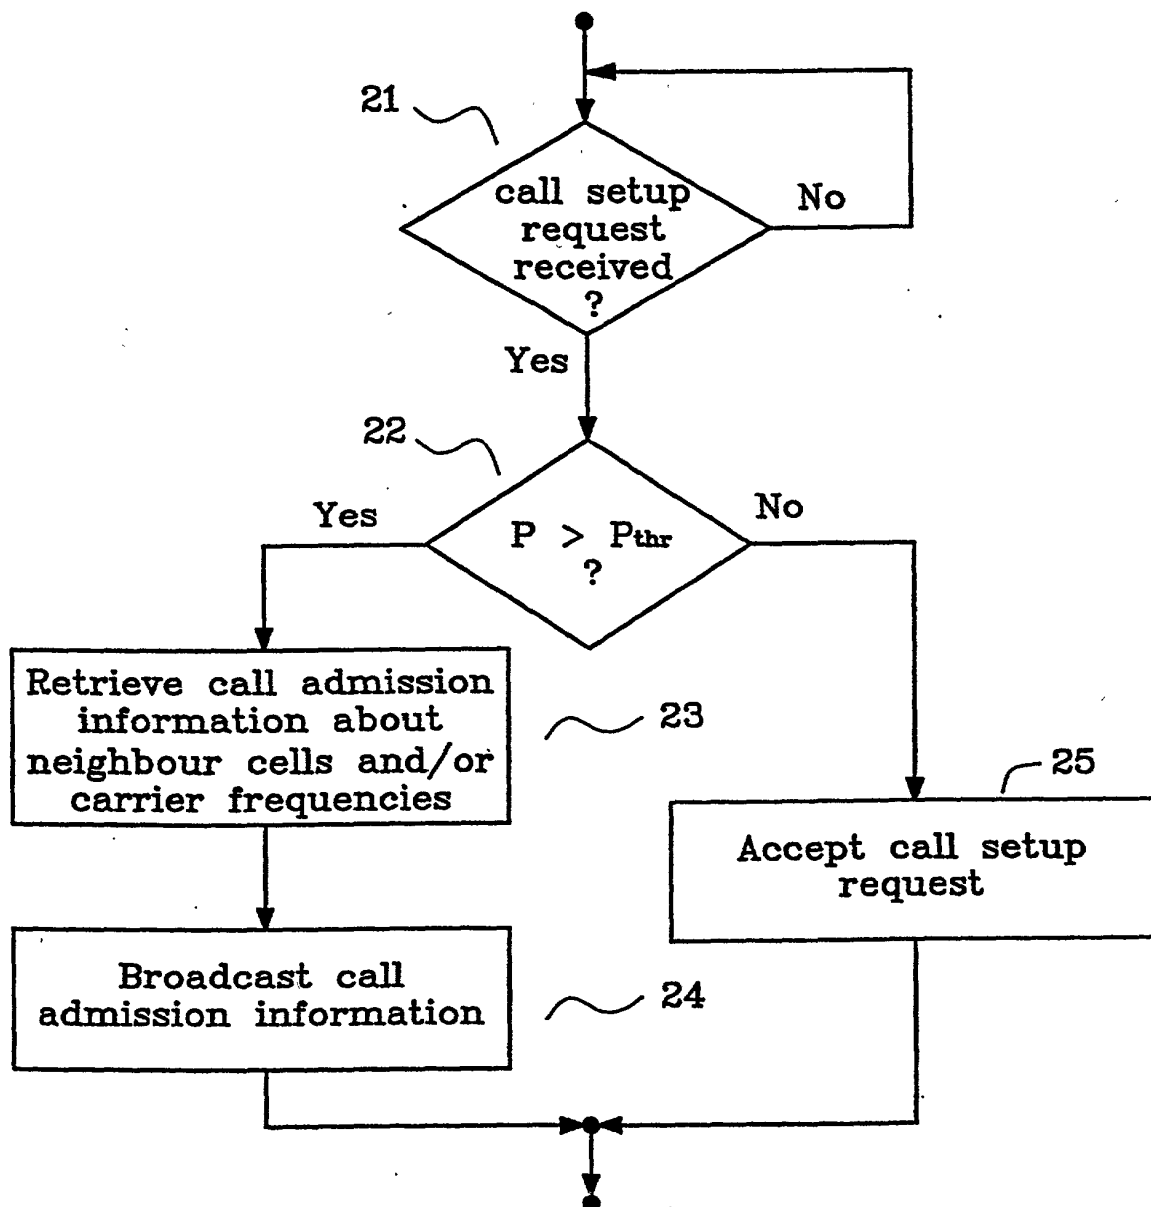 21
call setup
request
received
?
No
Yes
22
P > Pthr
?
Yes
No
Retrieve call admission
information about
neighbour cells and/or
carrier frequencies
23
25
Accept call setup
request
Broadcast call
admission information
24